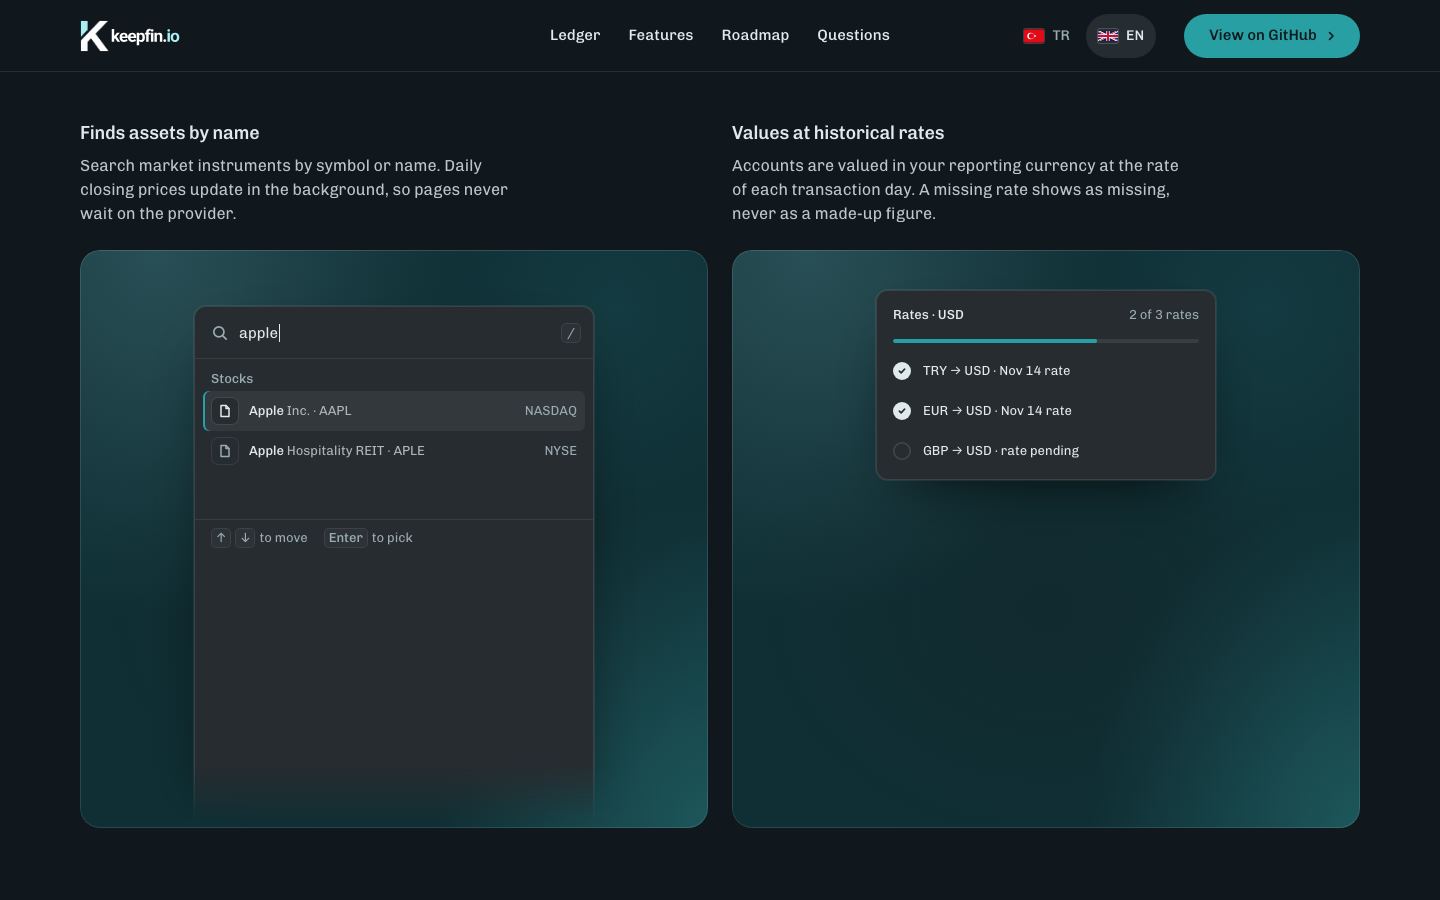 keepfin.io
Ledger
Features
Roadmap
Questions
TR
EN
View on GitHub
Finds assets by name
Search market instruments by symbol or name. Daily
closing prices update in the background, so pages never
wait on the provider.
apple
/
Stocks
Apple Inc. · AAPL
NASDAQ
Apple Hospitality REIT · APLE
NYSE
↑ ↓ to move Enter to pick
Values at historical rates
Accounts are valued in your reporting currency at the rate
of each transaction day. A missing rate shows as missing,
never as a made-up figure.
Rates · USD
2 of 3 rates
TRY → USD · Nov 14 rate
EUR → USD · Nov 14 rate
GBP → USD · rate pending